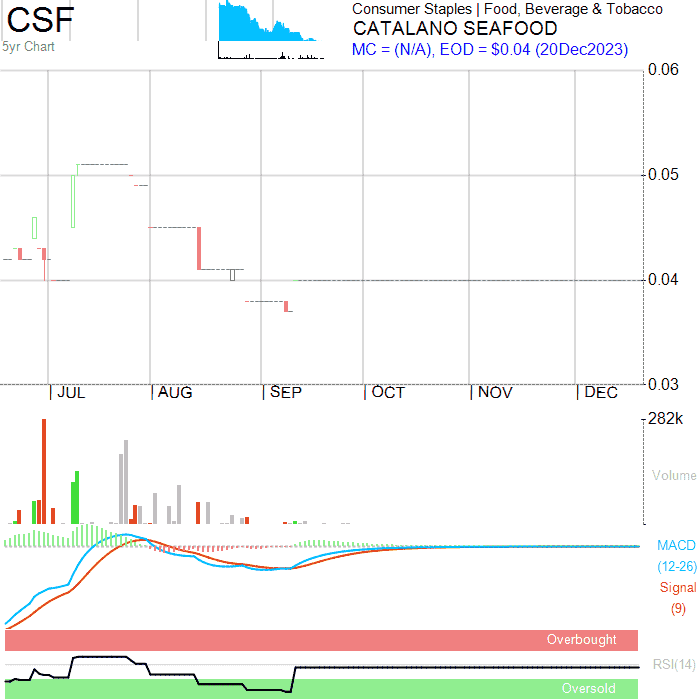 CSF
5yr Chart
Consumer Staples | Food, Beverage & Tobacco
CATALANO SEAFOOD
MC = (N/A), EOD = $0.04 (20Dec2023)
0.06
0.05
0.04
0.03
JUL AUG SEP OCT NOV DEC
282k
Volume
MACD
(12-26)
Signal
(9)
Overbought
RSI(14)
Oversold